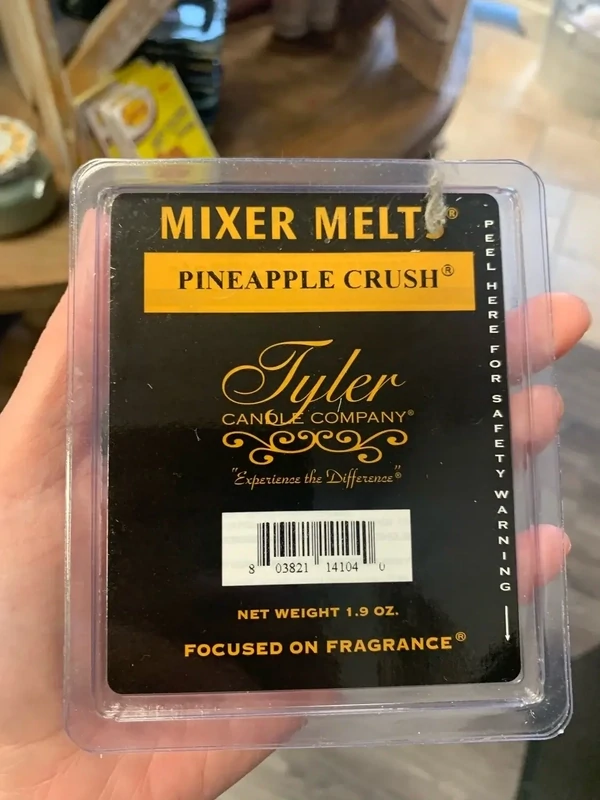 MIXER MELTS®
PINEAPPLE CRUSH®
Tyler
CANDLE COMPANY®
"Experience the Difference"®
8 03821 14104 0
NET WEIGHT 1.9 OZ.
FOCUSED ON FRAGRANCE®
PEEL HERE FOR SAFETY WARNING